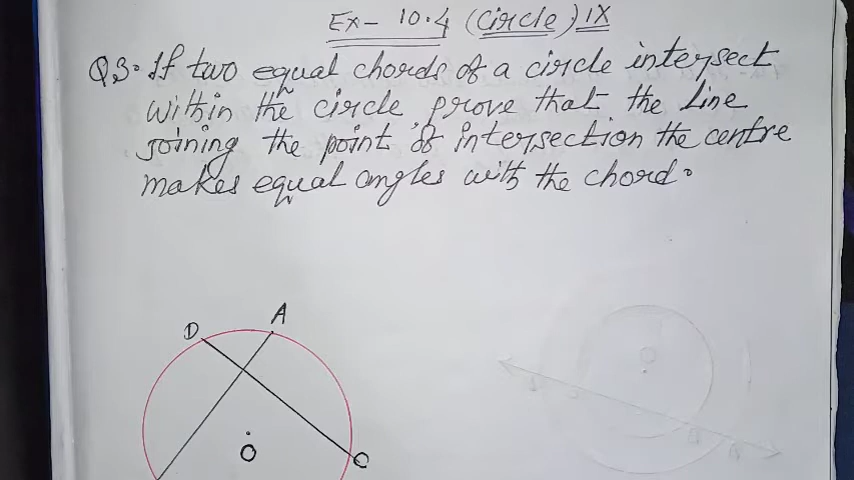 Ex- 10.4 (Circle) IX
Q3. If two equal chords of a circle intersect
within the circle, prove that the line
joining the point of intersection the centre
makes equal angles with the chord.
A
D
O
C